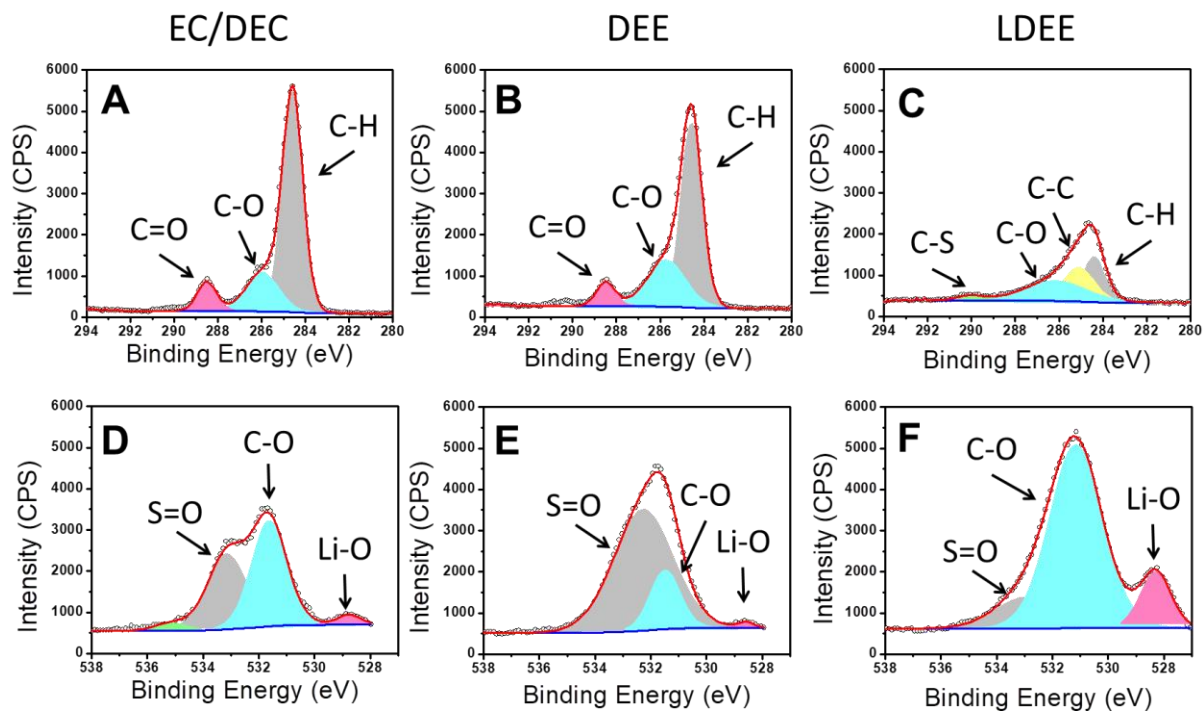 EC/DEC
DEE
LDEE
A
C-H
C-O
C=O
6000
5000
4000
3000
2000
1000
0
294 292 290 288 286 284 282 280
Intensity (CPS)
Binding Energy (eV)
B
C-H
C-O
C=O
6000
5000
4000
3000
2000
1000
0
294 292 290 288 286 284 282 280
Intensity (CPS)
Binding Energy (eV)
C
C-C
C-H
C-O
C-S
6000
5000
4000
3000
2000
1000
0
294 292 290 288 286 284 282 280
Intensity (CPS)
Binding Energy (eV)
D
C-O
S=O
Li-O
6000
5000
4000
3000
2000
1000
0
538 536 534 532 530 528
Intensity (CPS)
Binding Energy (eV)
E
S=O
C-O
Li-O
6000
5000
4000
3000
2000
1000
0
538 536 534 532 530 528
Intensity (CPS)
Binding Energy (eV)
F
C-O
Li-O
S=O
6000
5000
4000
3000
2000
1000
0
538 536 534 532 530 528
Intensity (CPS)
Binding Energy (eV)